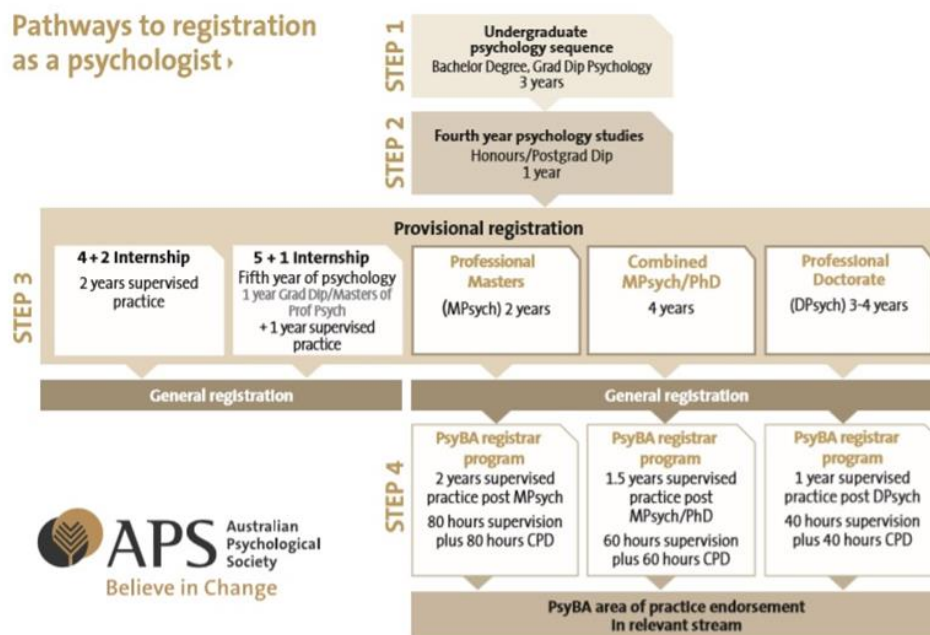 Pathways to registration
as a psychologist ›
STEP 1
Undergraduate
psychology sequence
Bachelor Degree, Grad Dip Psychology
3 years
STEP 2
Fourth year psychology studies
Honours/Postgrad Dip
1 year
STEP 3
Provisional registration
4 + 2 Internship
2 years supervised
practice
5 + 1 Internship
Fifth year of psychology
1 year Grad Dip/Masters of
Prof Psych
+ 1 year supervised
practice
Professional
Masters
(MPsych) 2 years
Combined
MPsych/PhD
4 years
Professional
Doctorate
(DPsych) 3-4 years
General registration
General registration
STEP 4
PsyBA registrar
program
2 years supervised
practice post MPsych
80 hours supervision
plus 80 hours CPD
PsyBA registrar
program
1.5 years supervised
practice post
MPsych/PhD
60 hours supervision
plus 60 hours CPD
PsyBA registrar
program
1 year supervised
practice post DPsych
40 hours supervision
plus 40 hours CPD
PsyBA area of practice endorsement
In relevant stream
APS
Australian
Psychological
Society
Believe in Change